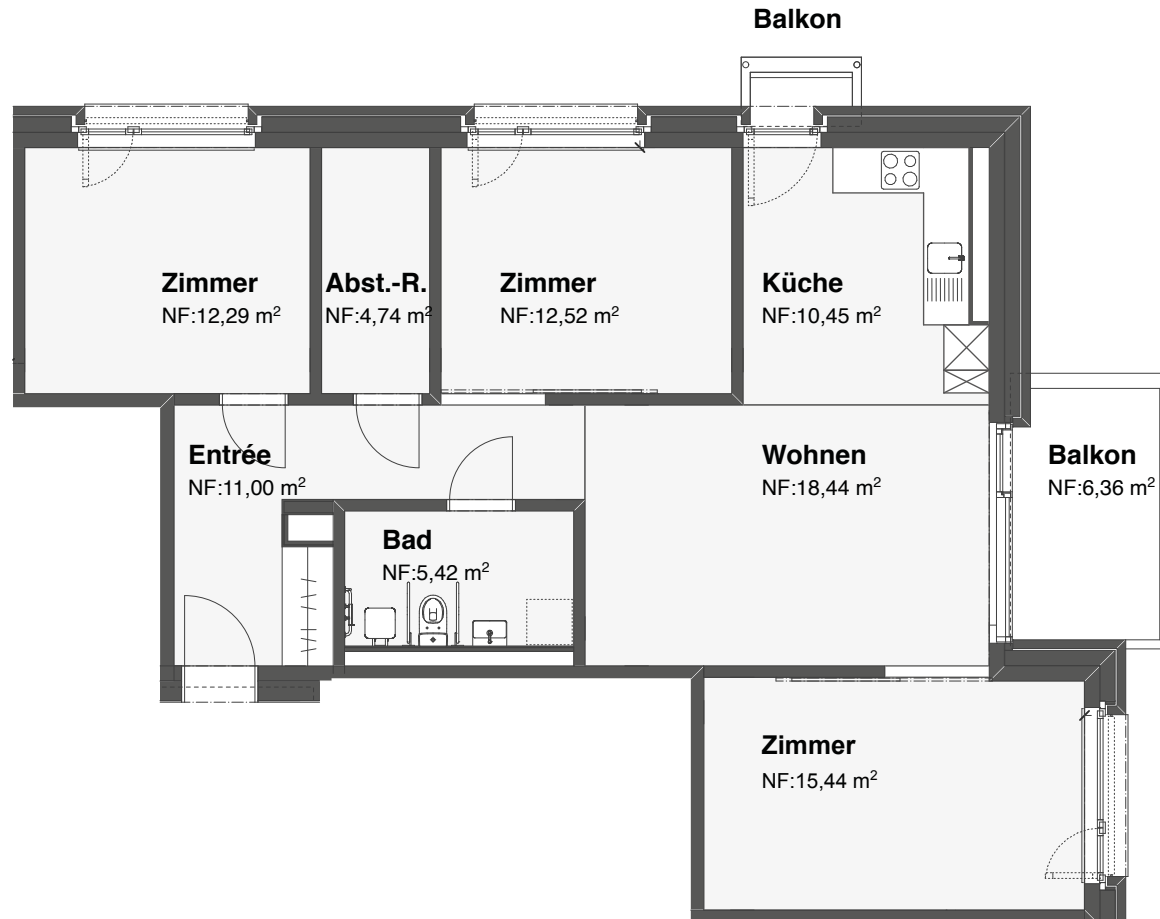 Balkon
Zimmer
NF:12,29 m²
Abst.-R.
NF:4,74 m²
Zimmer
NF:12,52 m²
Küche
NF:10,45 m²
Entrée
NF:11,00 m²
Wohnen
NF:18,44 m²
Balkon
NF:6,36 m²
Bad
NF:5,42 m²
Zimmer
NF:15,44 m²